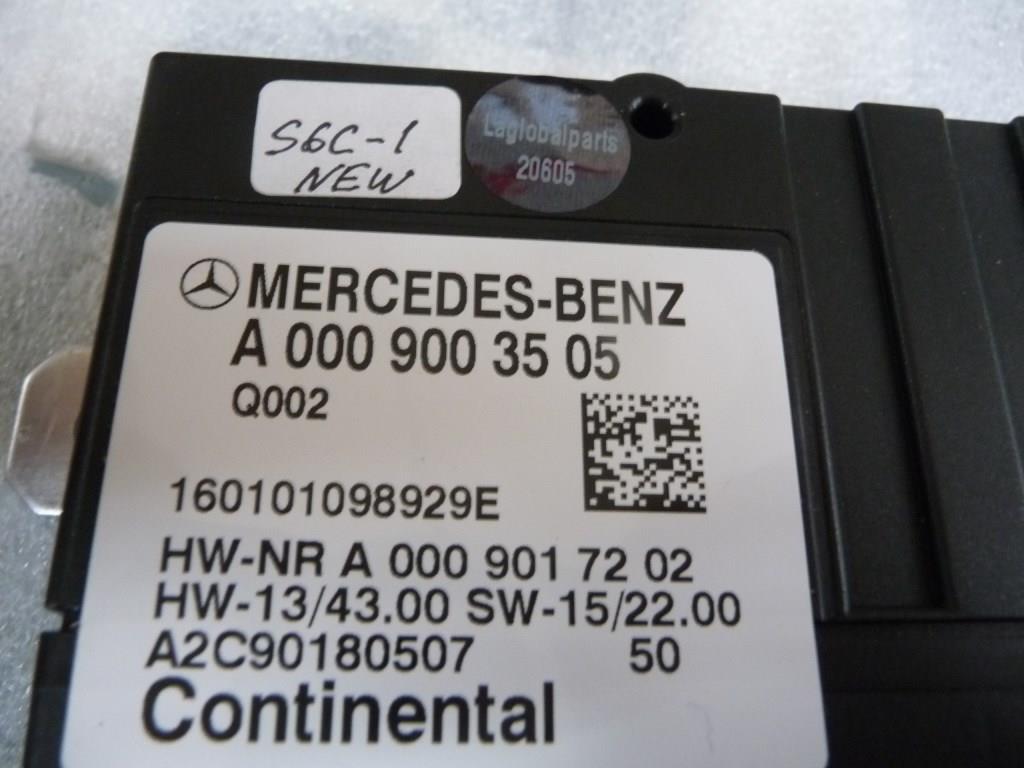 S6C-1
NEW
Laglobalparts
20605
MERCEDES-BENZ
A 000 900 35 05
Q002
160101098929E
HW-NR A 000 901 72 02
HW-13/43.00 SW-15/22.00
A2C90180507 50
Continental